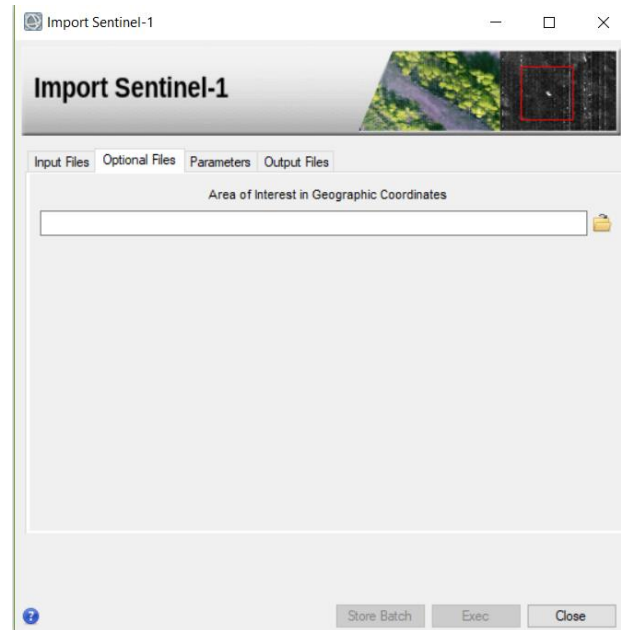 Import Sentinel-1
Import Sentinel-1
Input Files Optional Files Parameters Output Files
Area of Interest in Geographic Coordinates
?
Store Batch Exec Close